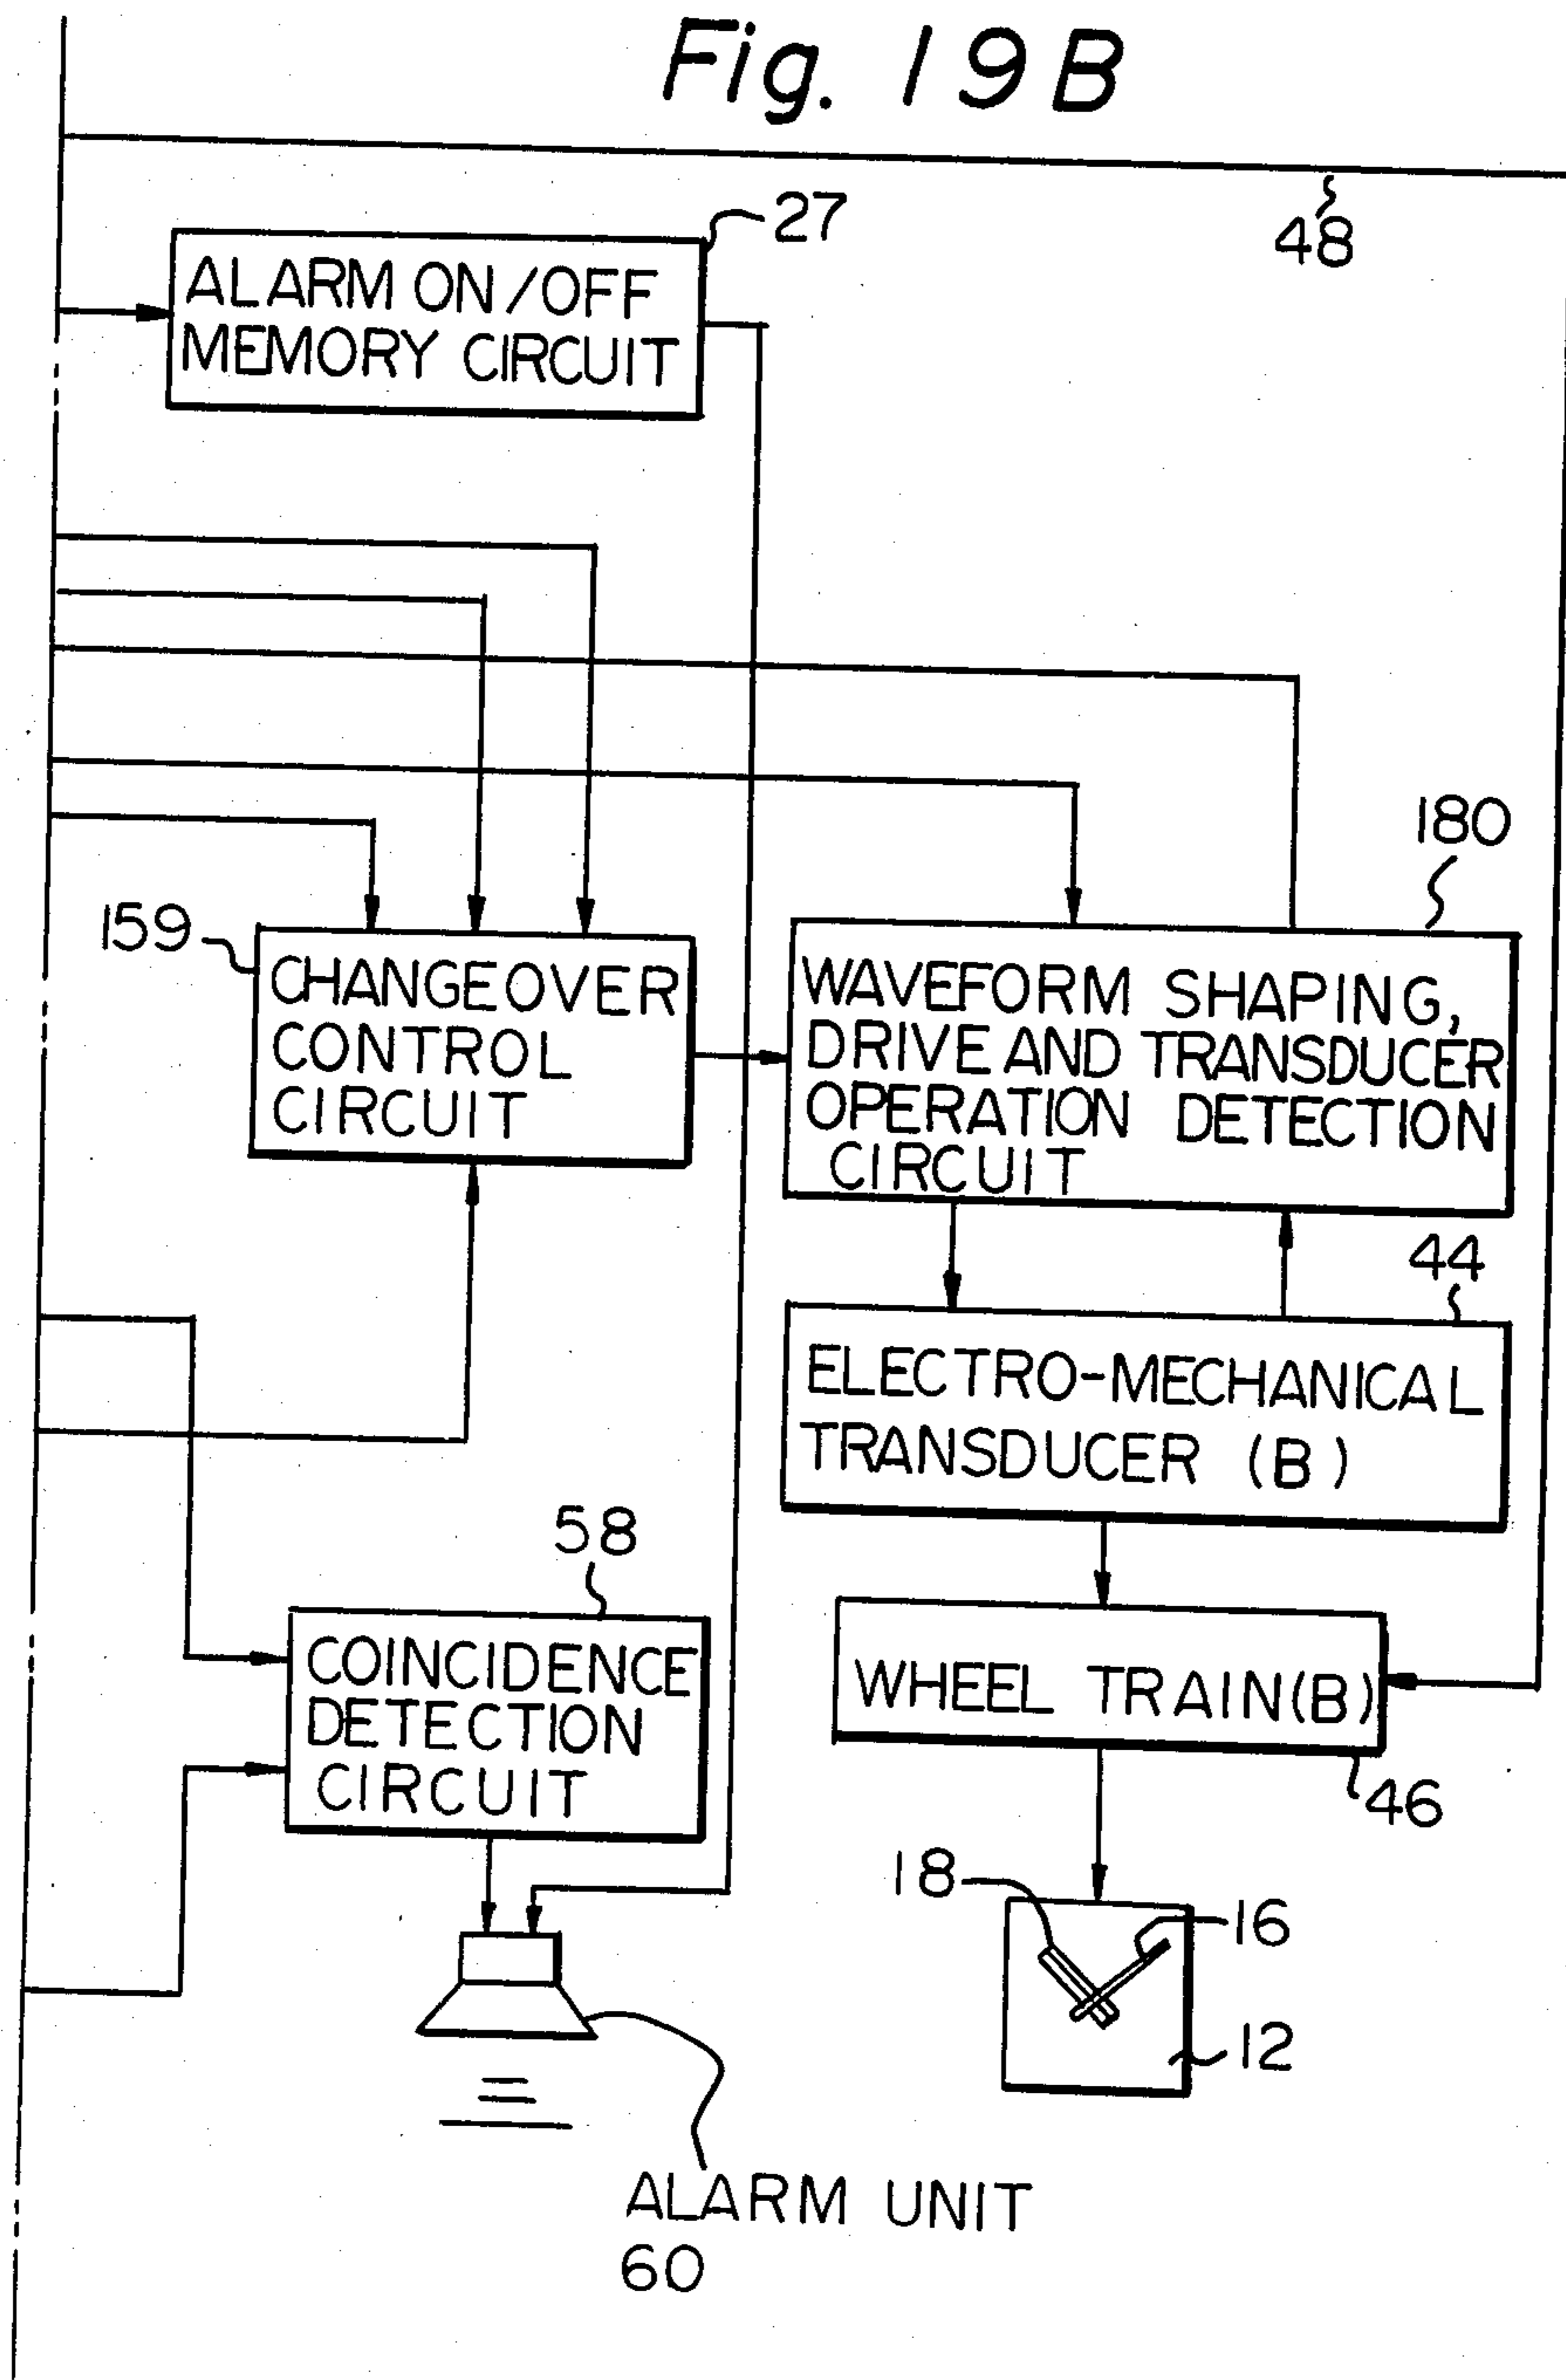 Fig. 19B
48
27
ALARM ON/OFF
MEMORY CIRCUIT
180
159
CHANGEOVER
CONTROL
CIRCUIT
WAVEFORM SHAPING,
DRIVE AND TRANSDUCER
OPERATION DETECTION
CIRCUIT
44
ELECTRO-MECHANICAL
TRANSDUCER (B)
58
COINCIDENCE
DETECTION
CIRCUIT
WHEEL TRAIN(B)
46
18
16
12
ALARM UNIT
60